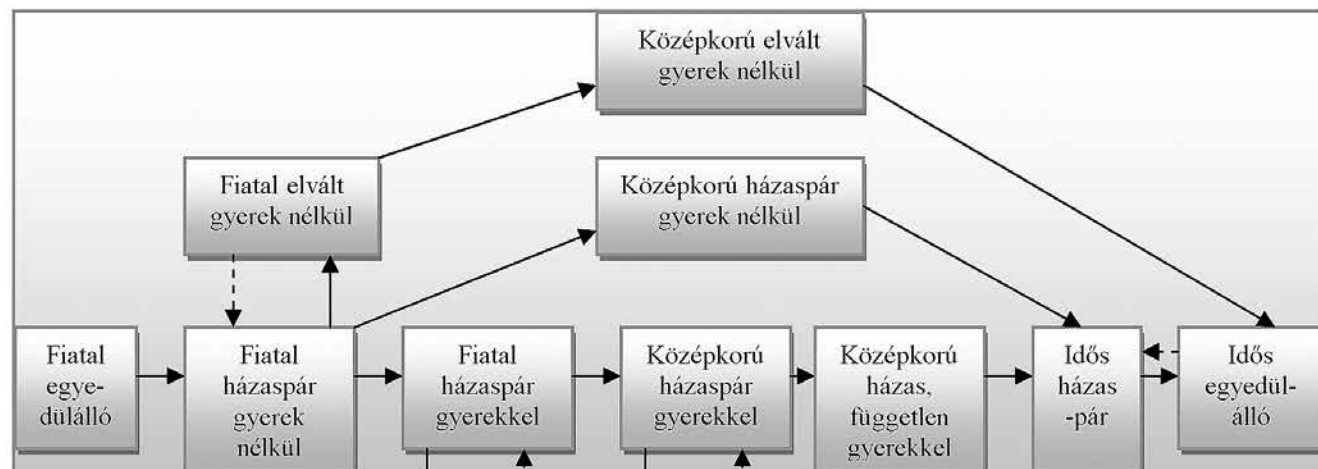 Középkorú elvált
gyerek nélkül
Fiatal elvált
gyerek nélkül
Középkorú házaspár
gyerek nélkül
Fiatal
egye-
dülálló
Fiatal
házaspár
gyerek
nélkül
Fiatal
házaspár
gyerekkel
Középkorú
házaspár
gyerekkel
Középkorú
házas,
független
gyerekkel
Idős
házas
-pár
Idős
egyedül-
álló